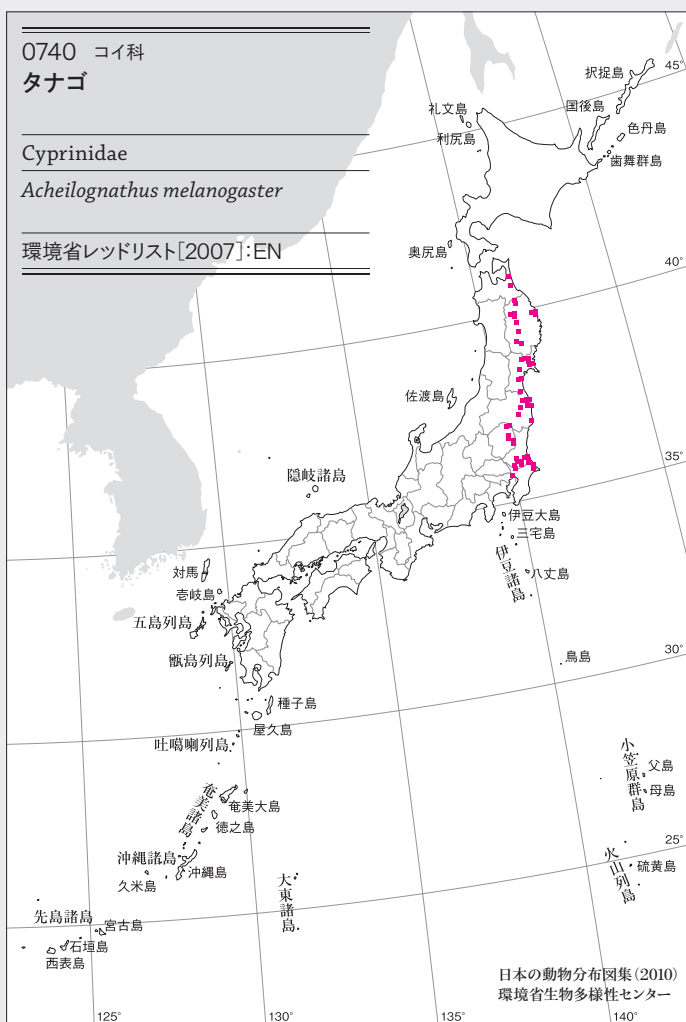 0740 コイ科
タナゴ
Cyprinidae
Acheilognathus melanogaster
環境省レッドリスト[2007]:EN
45°
択捉島
国後島
礼文島
色丹島
利尻島
歯舞群島
奥尻島
40°
佐渡島
35°
隠岐諸島
伊豆大島
三宅島
伊豆諸島
八丈島
対馬
壱岐島
五島列島
甑島列島
鳥島
30°
種子島
屋久島
吐噶喇列島
小笠原群島
父島
母島
奄美諸島
奄美大島
徳之島
25°
沖縄諸島
沖縄島
久米島
火山列島
硫黄島
大東諸島
先島諸島
宮古島
石垣島
西表島
日本の動物分布図集(2010)
環境省生物多様性センター
125°
130°
135°
140°